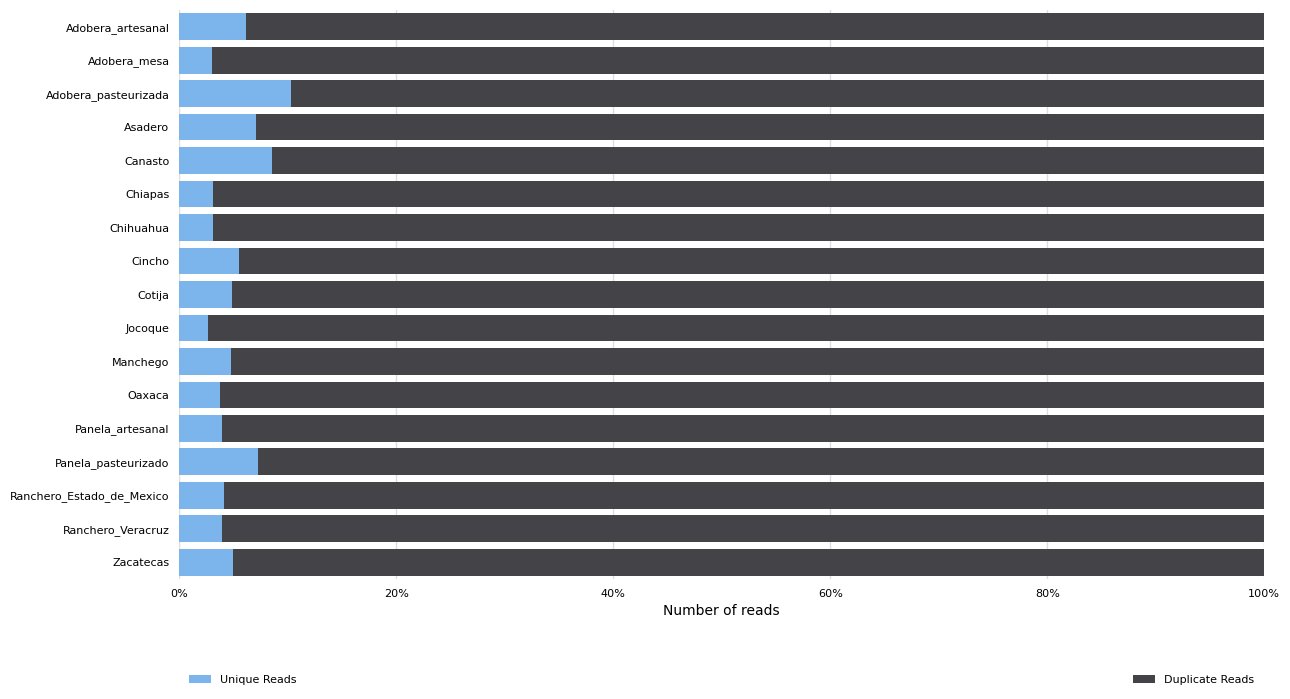 Adobera_artesanal
Adobera_mesa
Adobera_pasteurizada
Asadero
Canasto
Chiapas
Chihuahua
Cincho
Cotija
Jocoque
Manchego
Oaxaca
Panela_artesanal
Panela_pasteurizado
Ranchero_Estado_de_Mexico
Ranchero_Veracruz
Zacatecas
0% 20% 40% 60% 80% 100%
Number of reads
Unique Reads Duplicate Reads